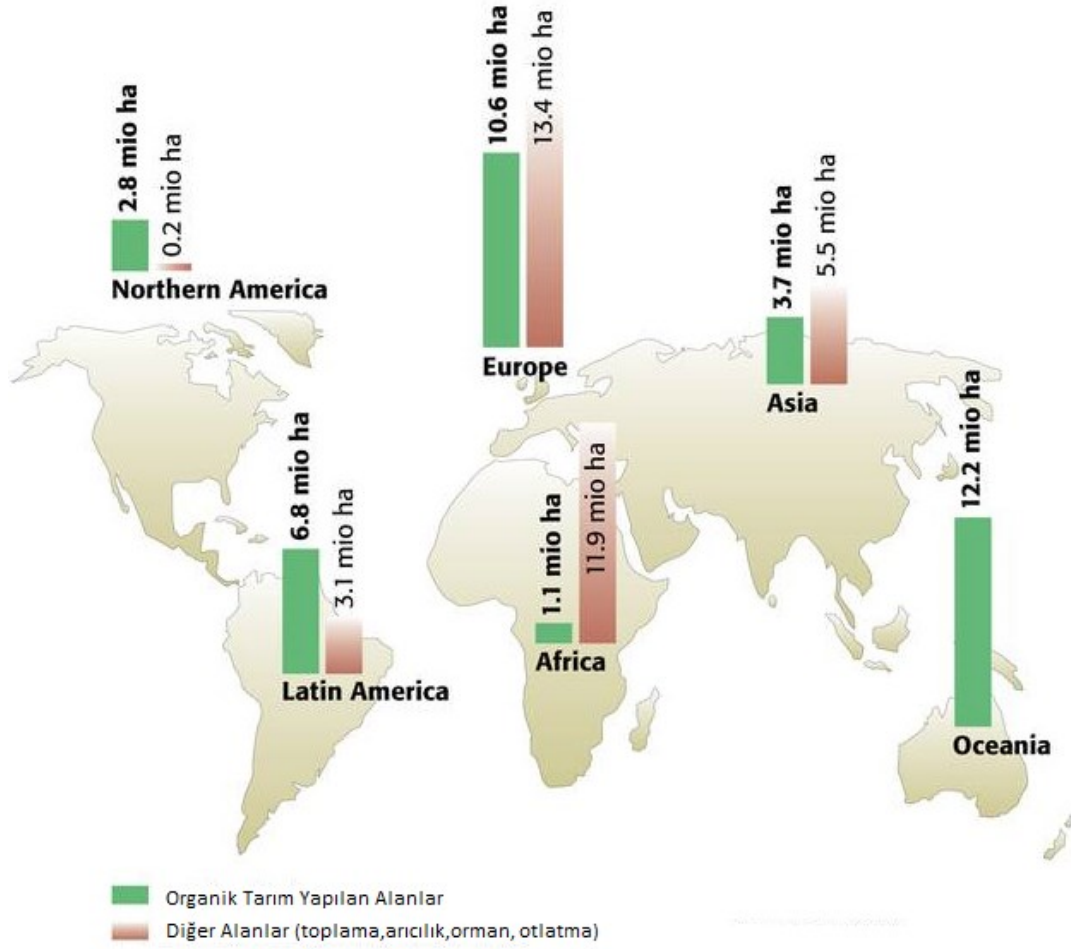 2.8 mio ha
0.2 mio ha
Northern America
10.6 mio ha
13.4 mio ha
Europe
3.7 mio ha
5.5 mio ha
Asia
6.8 mio ha
3.1 mio ha
Latin America
1.1 mio ha
11.9 mio ha
Africa
12.2 mio ha
Oceania
Organik Tarım Yapılan Alanlar
Diğer Alanlar (toplama,arıcılık,orman, otlatma)